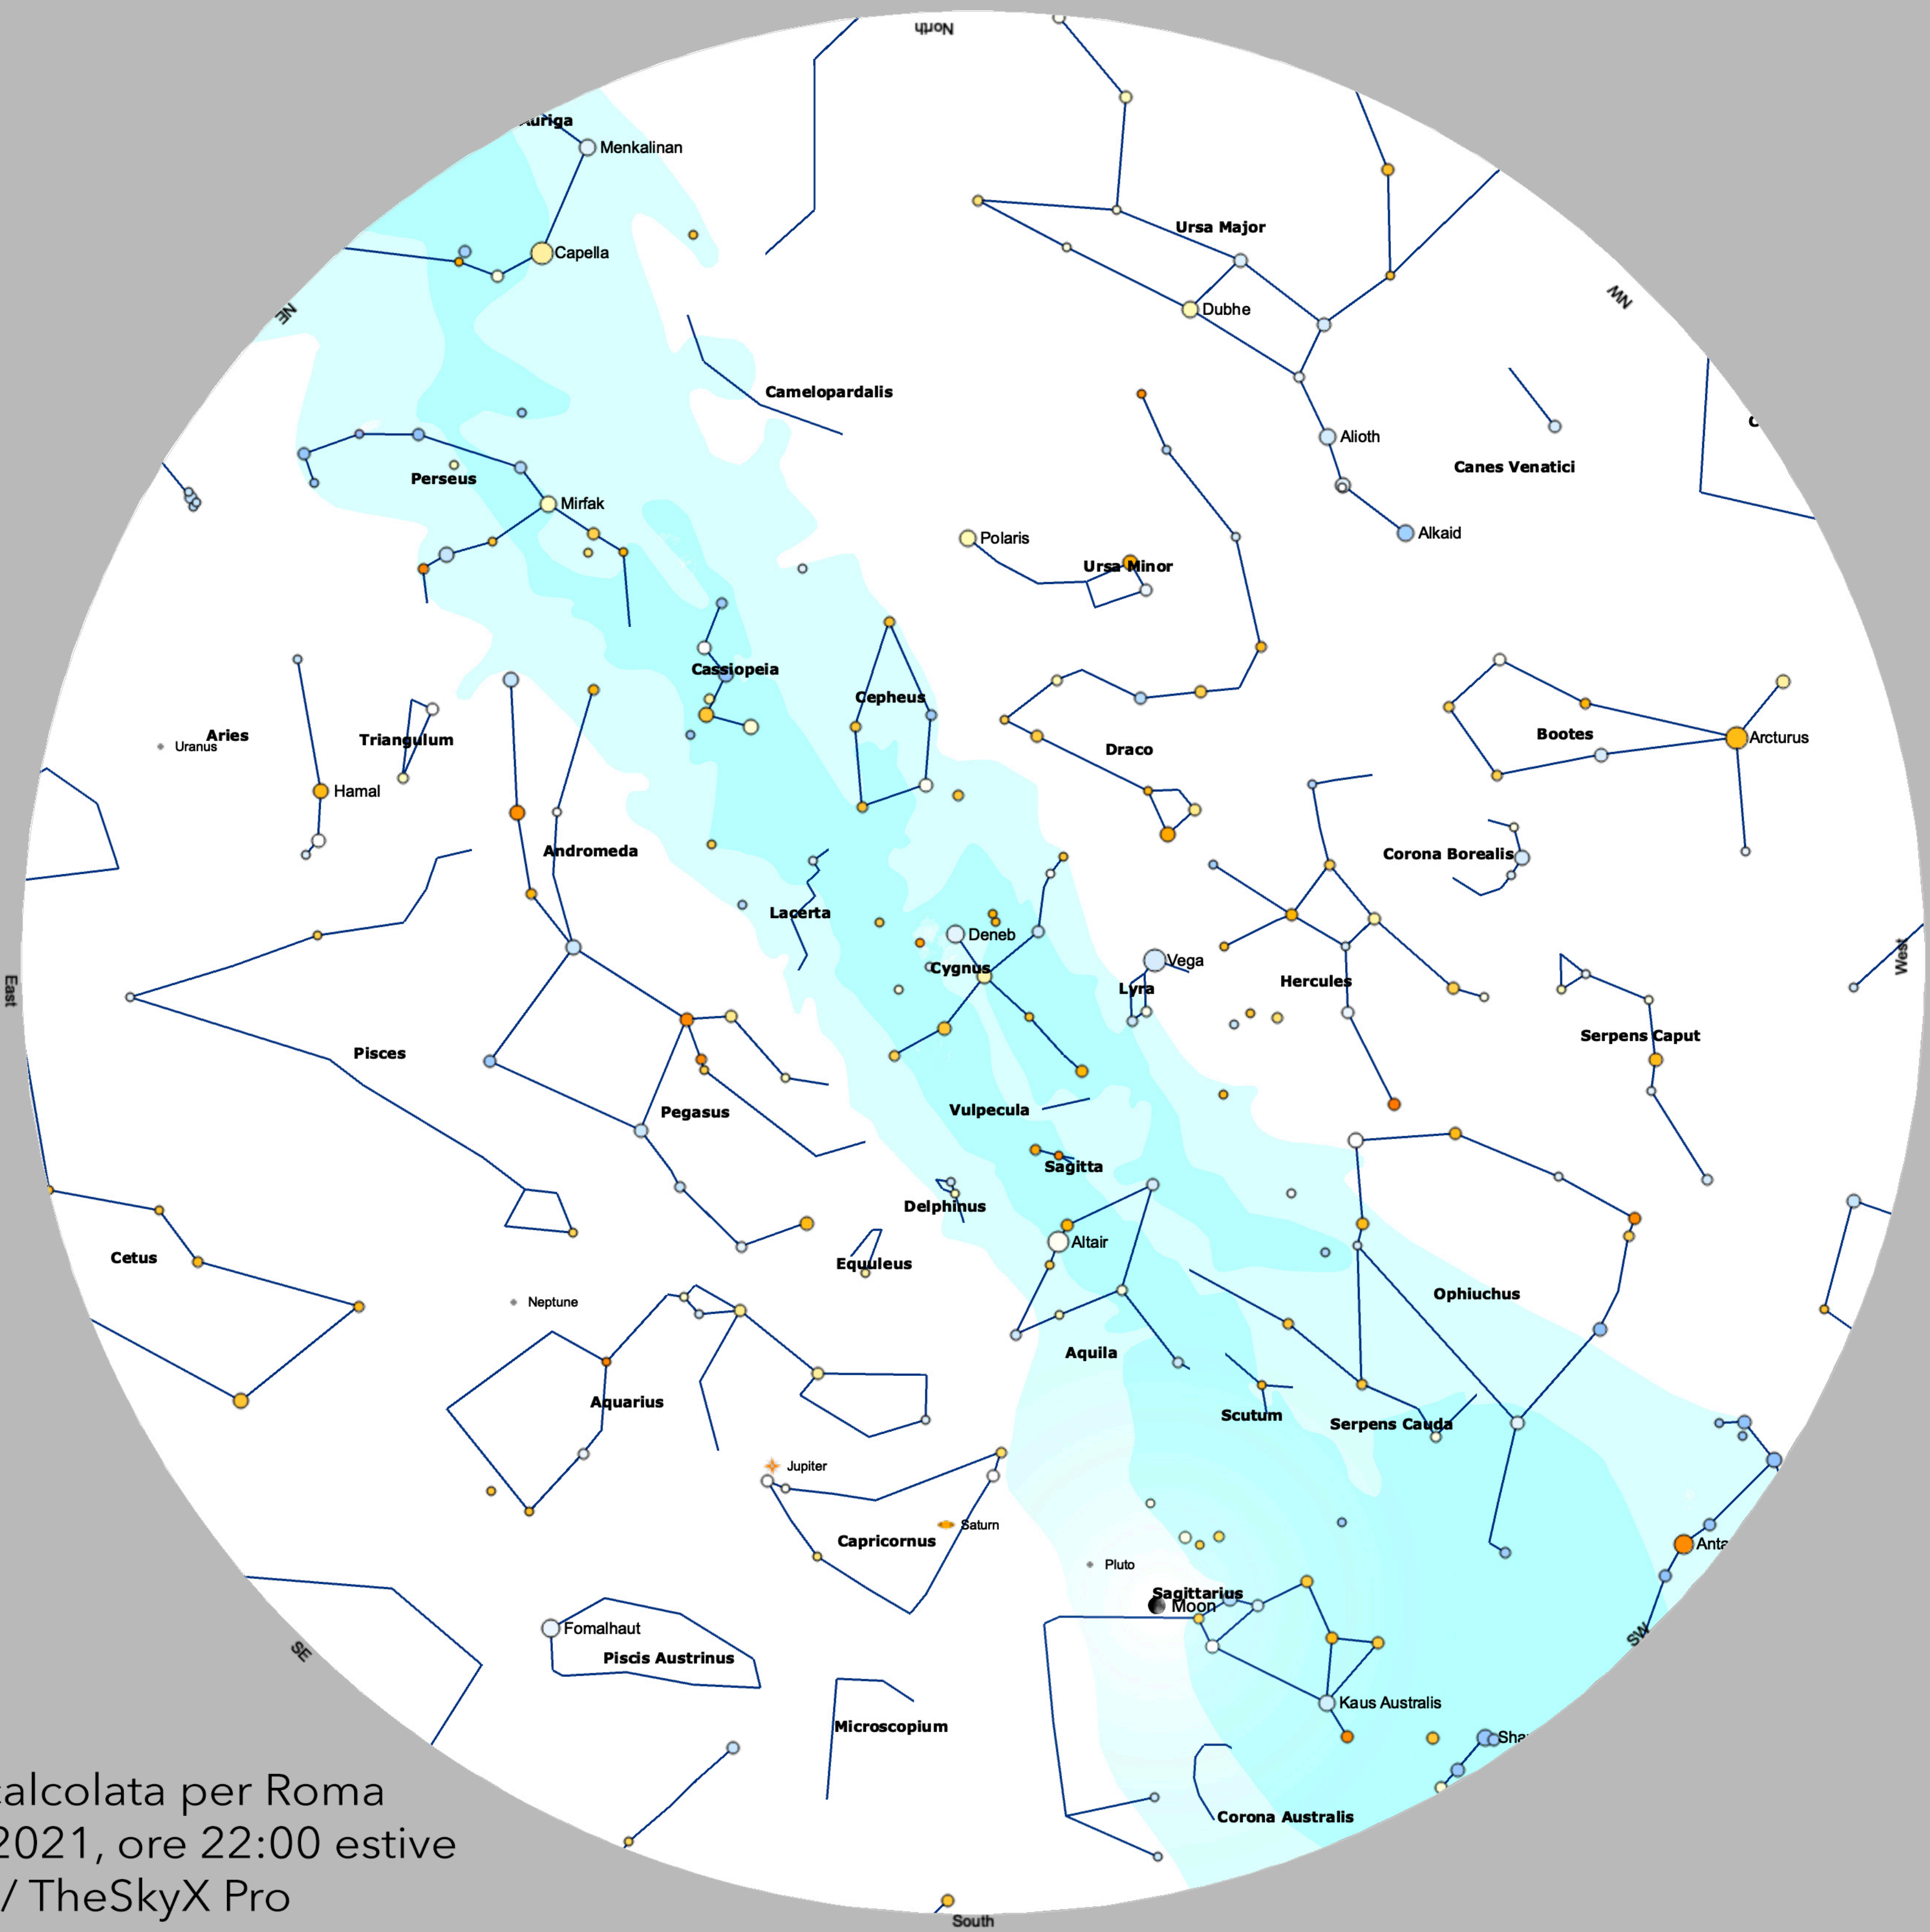 North
Auriga
Menkalinan
Ursa Major
Capella
NE
NW
Dubhe
Camelopardalis
C
Alioth
Canes Venatici
Perseus
Mirfak
Alkaid
Polaris
Ursa Minor
Cassiopeia
Cepheus
Aries
Uranus
Triangulum
Bootes
Arcturus
Draco
Hamal
Andromeda
Corona Borealis
Lacerta
Deneb
Cygnus
Vega
West
East
Lyra
Hercules
Serpens Caput
Pisces
Pegasus
Vulpecula
Sagitta
Delphinus
Altair
Cetus
Equuleus
Ophiuchus
Neptune
Aquila
Aquarius
Scutum
Serpens Cauda
Jupiter
Saturn
Capricornus
Anta
Pluto
Sagittarius
Moon
SE
Fomalhaut
SW
Piscis Austrinus
Kaus Australis
Microscopium
Sha
calcolata per Roma
Corona Australis
2021, ore 22:00 estive
/ TheSkyX Pro
South